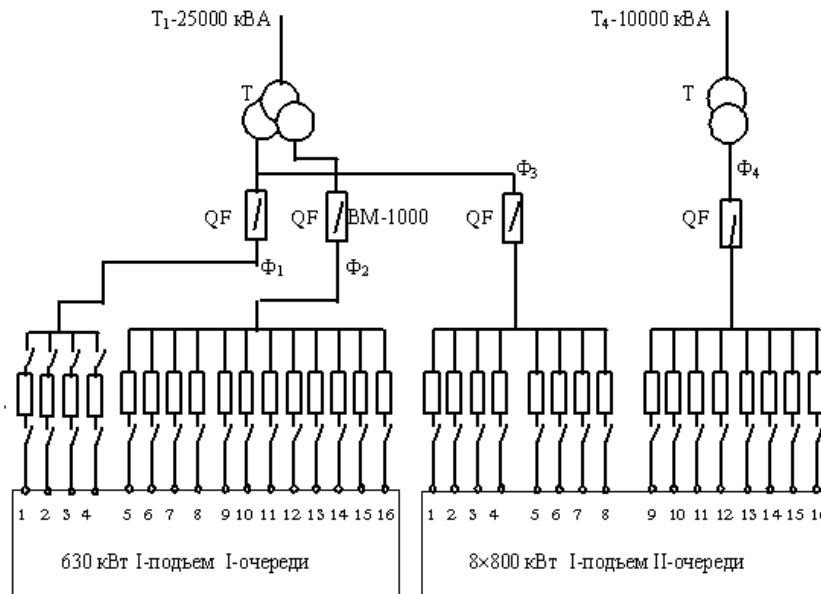 T₁-25000 кВА T₄-10000 кВА
T T
Ф₃ Ф₄
QF QF ВМ-1000 QF QF
Ф₁ Ф₂
1 2 3 4 5 6 7 8 9 10 11 12 13 14 15 16 1 2 3 4 5 6 7 8 9 10 11 12 13 14 15 16
630 кВт I-подъем I-очереди 8×800 кВт I-подъем II-очереди